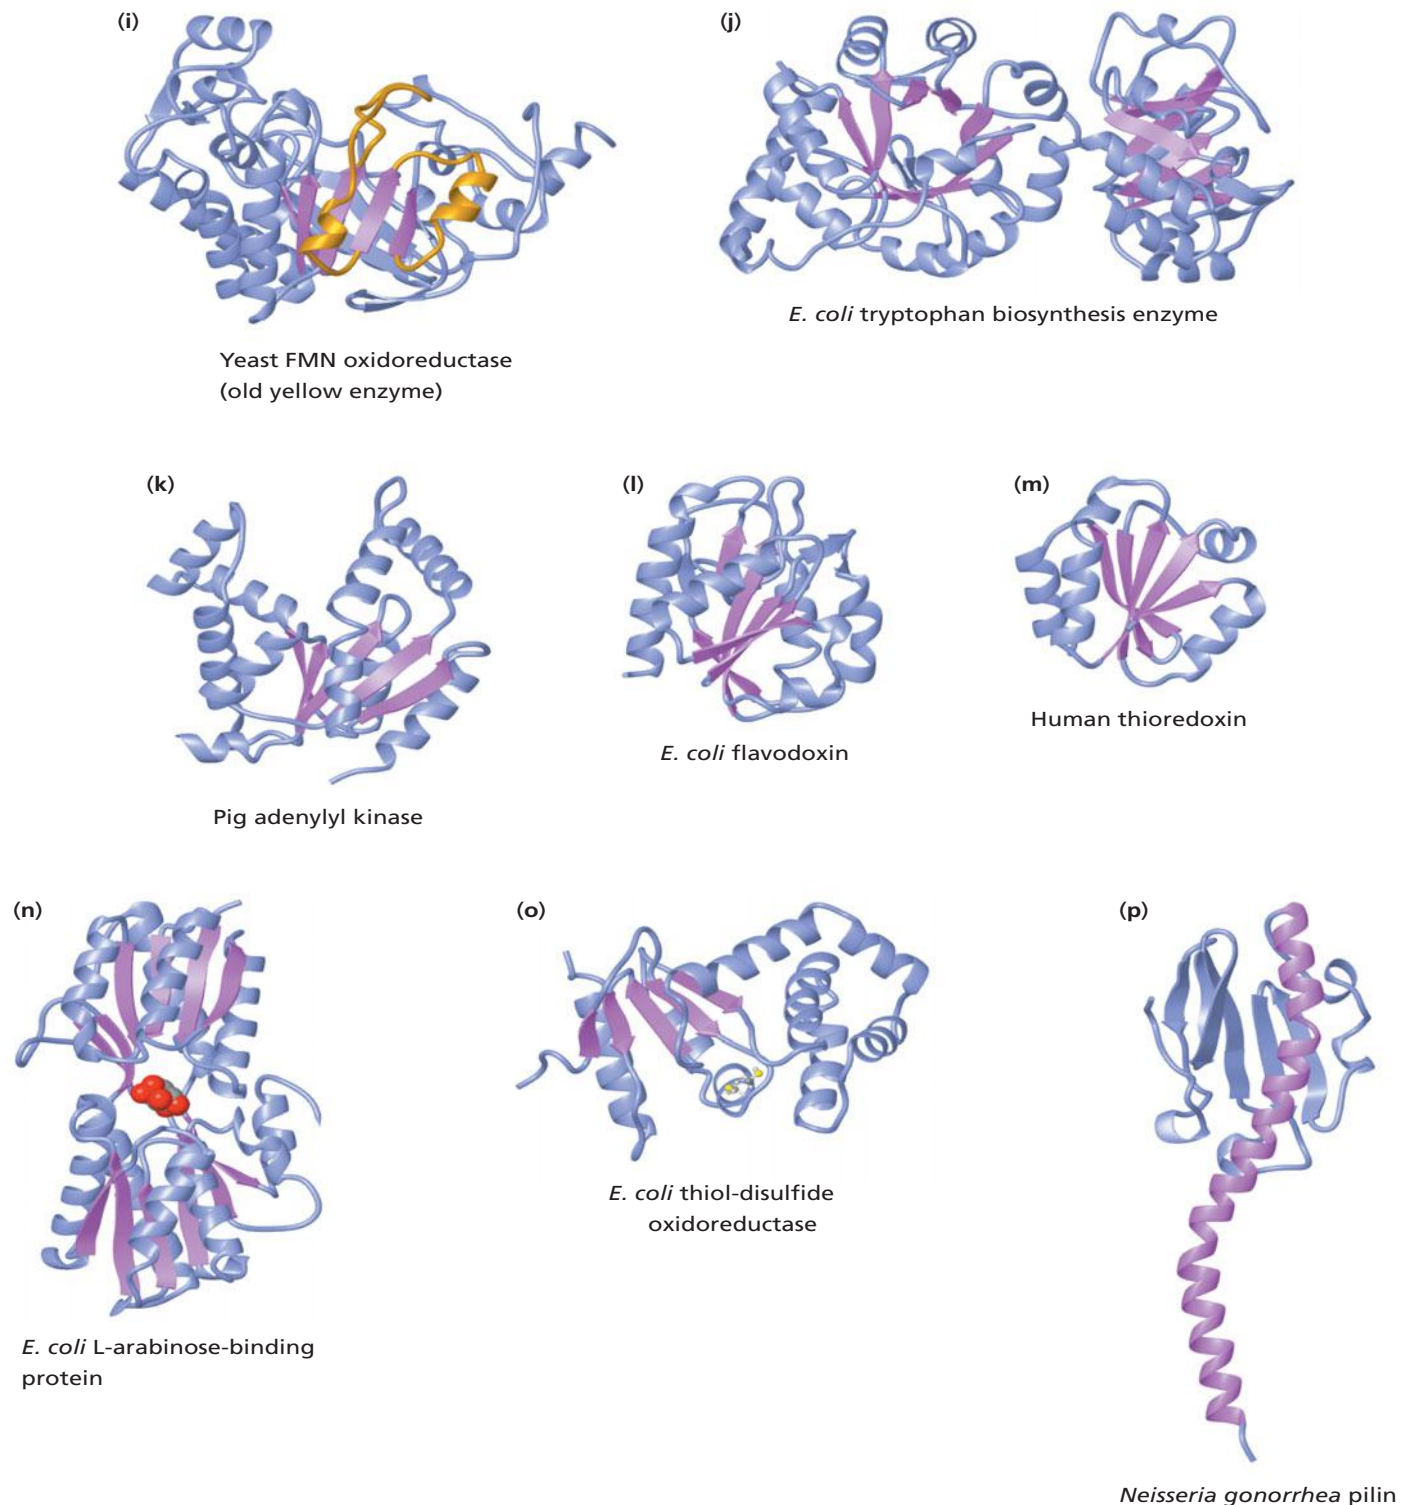 (i)
(j)
E. coli tryptophan biosynthesis enzyme
Yeast FMN oxidoreductase
(old yellow enzyme)
(k)
(l)
(m)
Human thioredoxin
E. coli flavodoxin
Pig adenylyl kinase
(n)
(o)
(p)
E. coli thiol-disulfide
oxidoreductase
E. coli L-arabinose-binding
protein
Neisseria gonorrhea pilin